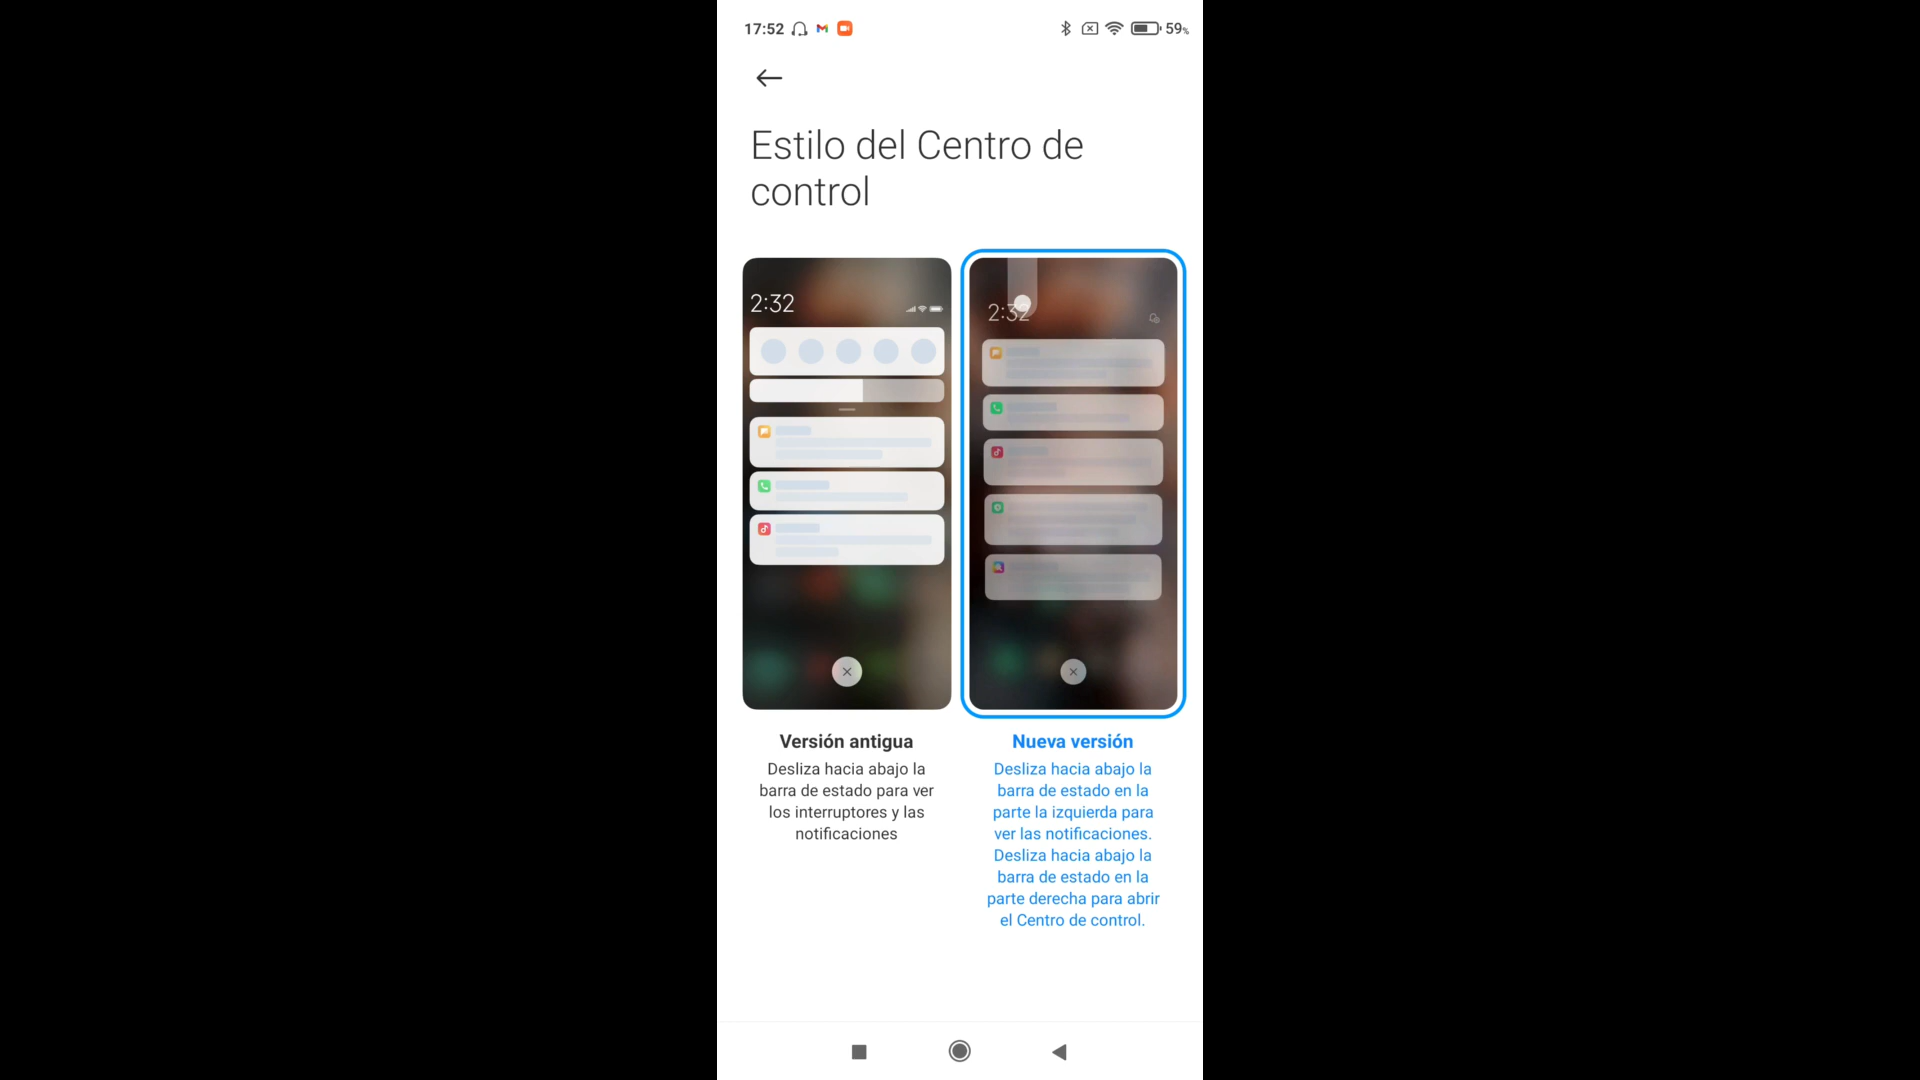 17:52 59%
Estilo del Centro de
control
2:32
2:32
Versión antigua
Desliza hacia abajo la
barra de estado para ver
los interruptores y las
notificaciones
Nueva versión
Desliza hacia abajo la
barra de estado en la
parte la izquierda para
ver las notificaciones.
Desliza hacia abajo la
barra de estado en la
parte derecha para abrir
el Centro de control.